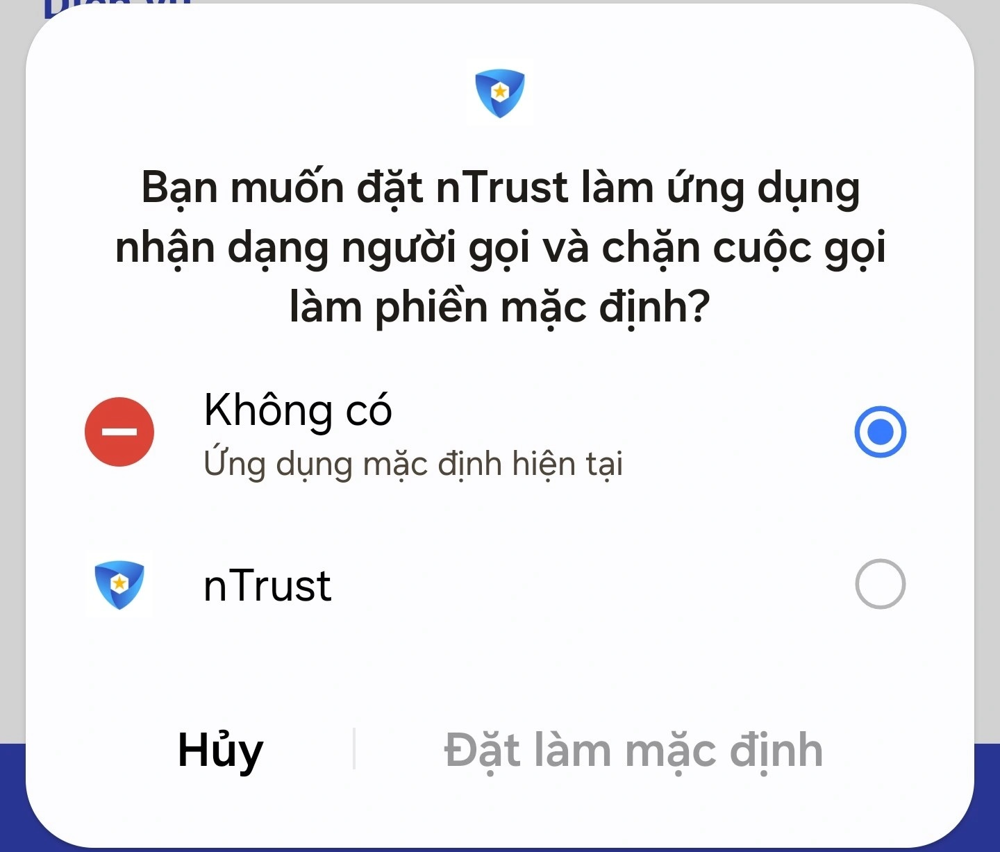 Bạn muốn đặt nTrust làm ứng dụng
nhận dạng người gọi và chặn cuộc gọi
làm phiền mặc định?
Không có
Ứng dụng mặc định hiện tại
nTrust
Hủy
Đặt làm mặc định